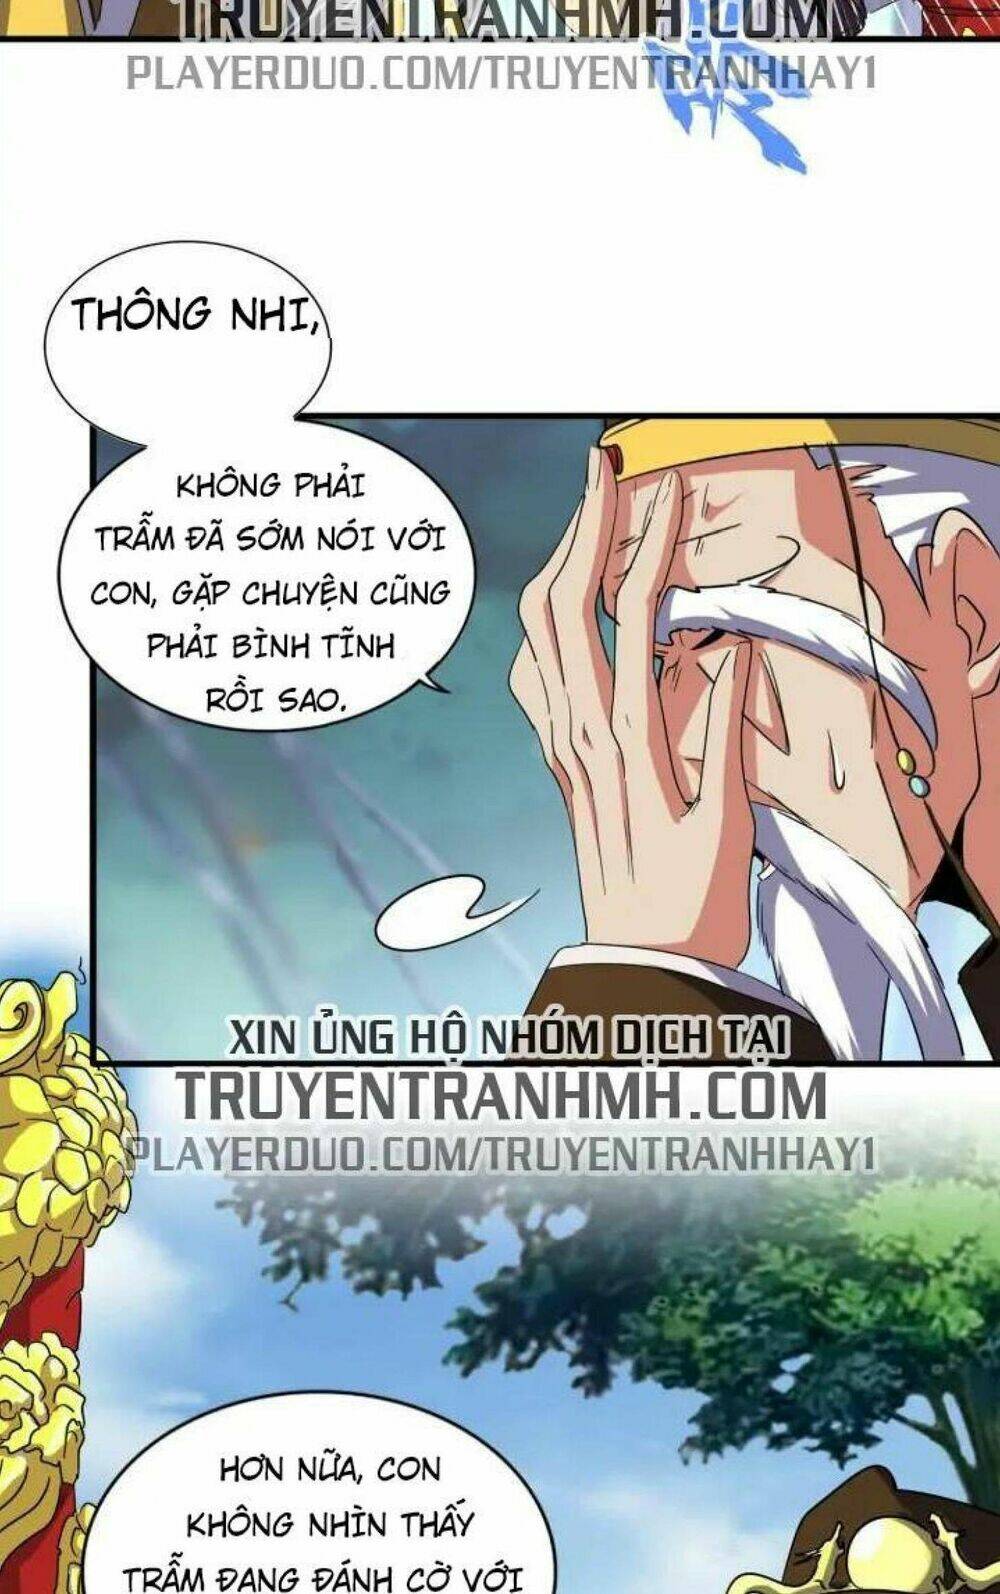 TRUYENTRANHMH.COM
PLAYERDUO.COM/TRUYENTRANHHAY1
THÔNG NHI,
KHÔNG PHẢI
TRẪM ĐÃ SỚM NÓI VỚI
CON, GẶP CHUYỆN CŨNG
PHẢI BÌNH TĨNH
RỒI SAO.
XIN ỦNG HỘ NHÓM DỊCH TẠI
TRUYENTRANHMH.COM
PLAYERDUO.COM/TRUYENTRANHHAY1
HƠN NỮA, CON
KHÔNG NHÌN THẤY
TRẪM ĐANG ĐÁNH CỜ VỚI